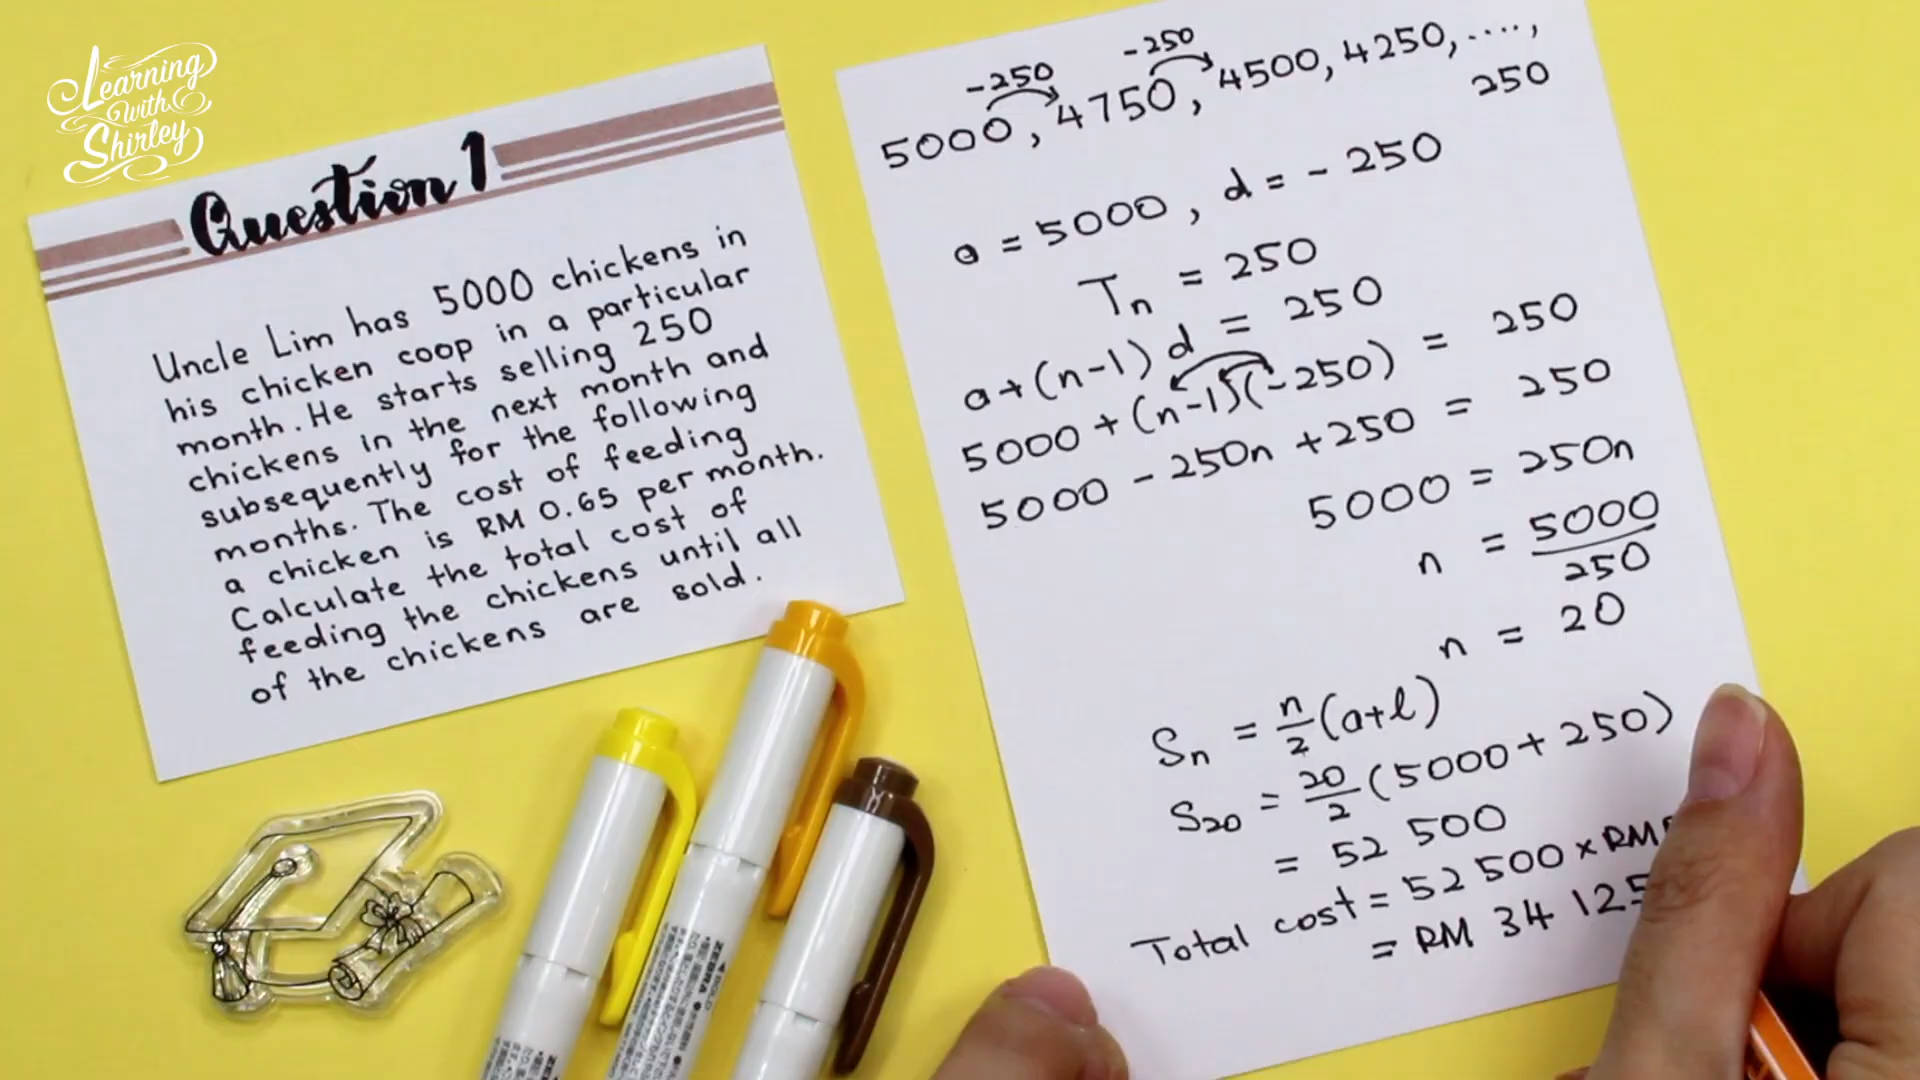 Learning
With
Shirley
Question 1
Uncle Lim has 5000 chickens in
his chicken coop in a particular
month. He starts selling 250
chickens in the next month and
subsequently for the following
months. The cost of feeding
a chicken is RM 0.65 per month.
Calculate the total cost of
feeding the chickens until all
of the chickens are sold.
-250 -250
5000, 4750, 4500, 4250, ....,
250
a = 5000, d = - 250
Tn = 250
a+(n-1)d = 250
5000 + (n-1)(-250) = 250
5000 - 250n + 250 = 250
5000 = 250n
n = 5000/250
n = 20
Sn = n/2 (a+l)
S20 = 20/2 (5000 + 250)
= 52 500
Total cost = 52 500 × RM
= RM 34 125
ZEBRA